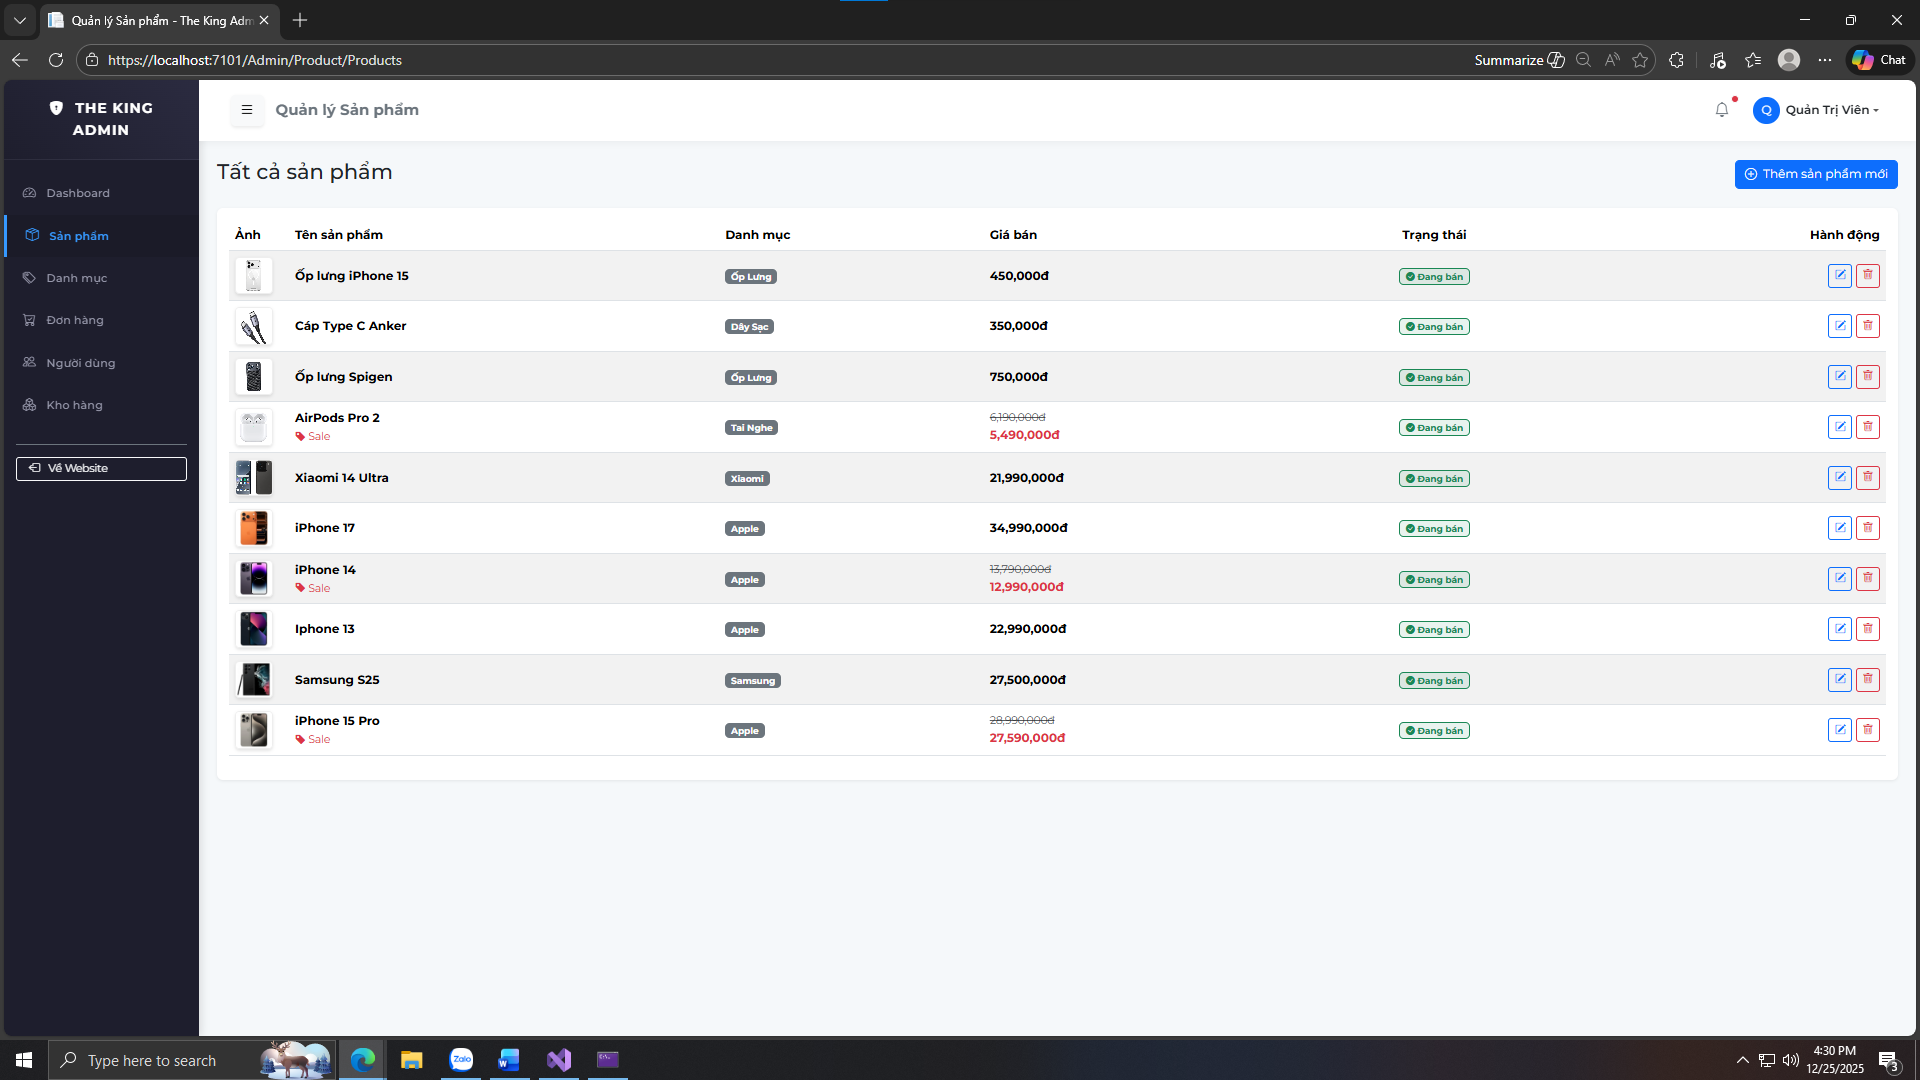 Quản lý Sản phẩm - The King Adm
https://localhost:7101/Admin/Product/Products
Summarize
Chat
THE KING
ADMIN
Quản lý Sản phẩm
Q
Quản Trị Viên
Dashboard
Sản phẩm
Danh mục
Đơn hàng
Người dùng
Kho hàng
Về Website
Tất cả sản phẩm
Thêm sản phẩm mới
Ảnh Tên sản phẩm Danh mục Giá bán Trạng thái Hành động
Ốp lưng iPhone 15 Ốp Lưng 450,000đ Đang bán
Cáp Type C Anker Dây Sạc 350,000đ Đang bán
Ốp lưng Spigen Ốp Lưng 750,000đ Đang bán
AirPods Pro 2
Sale
Tai Nghe
6,190,000đ
5,490,000đ
Đang bán
Xiaomi 14 Ultra Xiaomi 21,990,000đ Đang bán
iPhone 17 Apple 34,990,000đ Đang bán
iPhone 14
Sale
Apple
13,790,000đ
12,990,000đ
Đang bán
Iphone 13 Apple 22,990,000đ Đang bán
Samsung S25 Samsung 27,500,000đ Đang bán
iPhone 15 Pro
Sale
Apple
28,990,000đ
27,590,000đ
Đang bán
Type here to search
Zalo
4:30 PM
12/25/2025
3